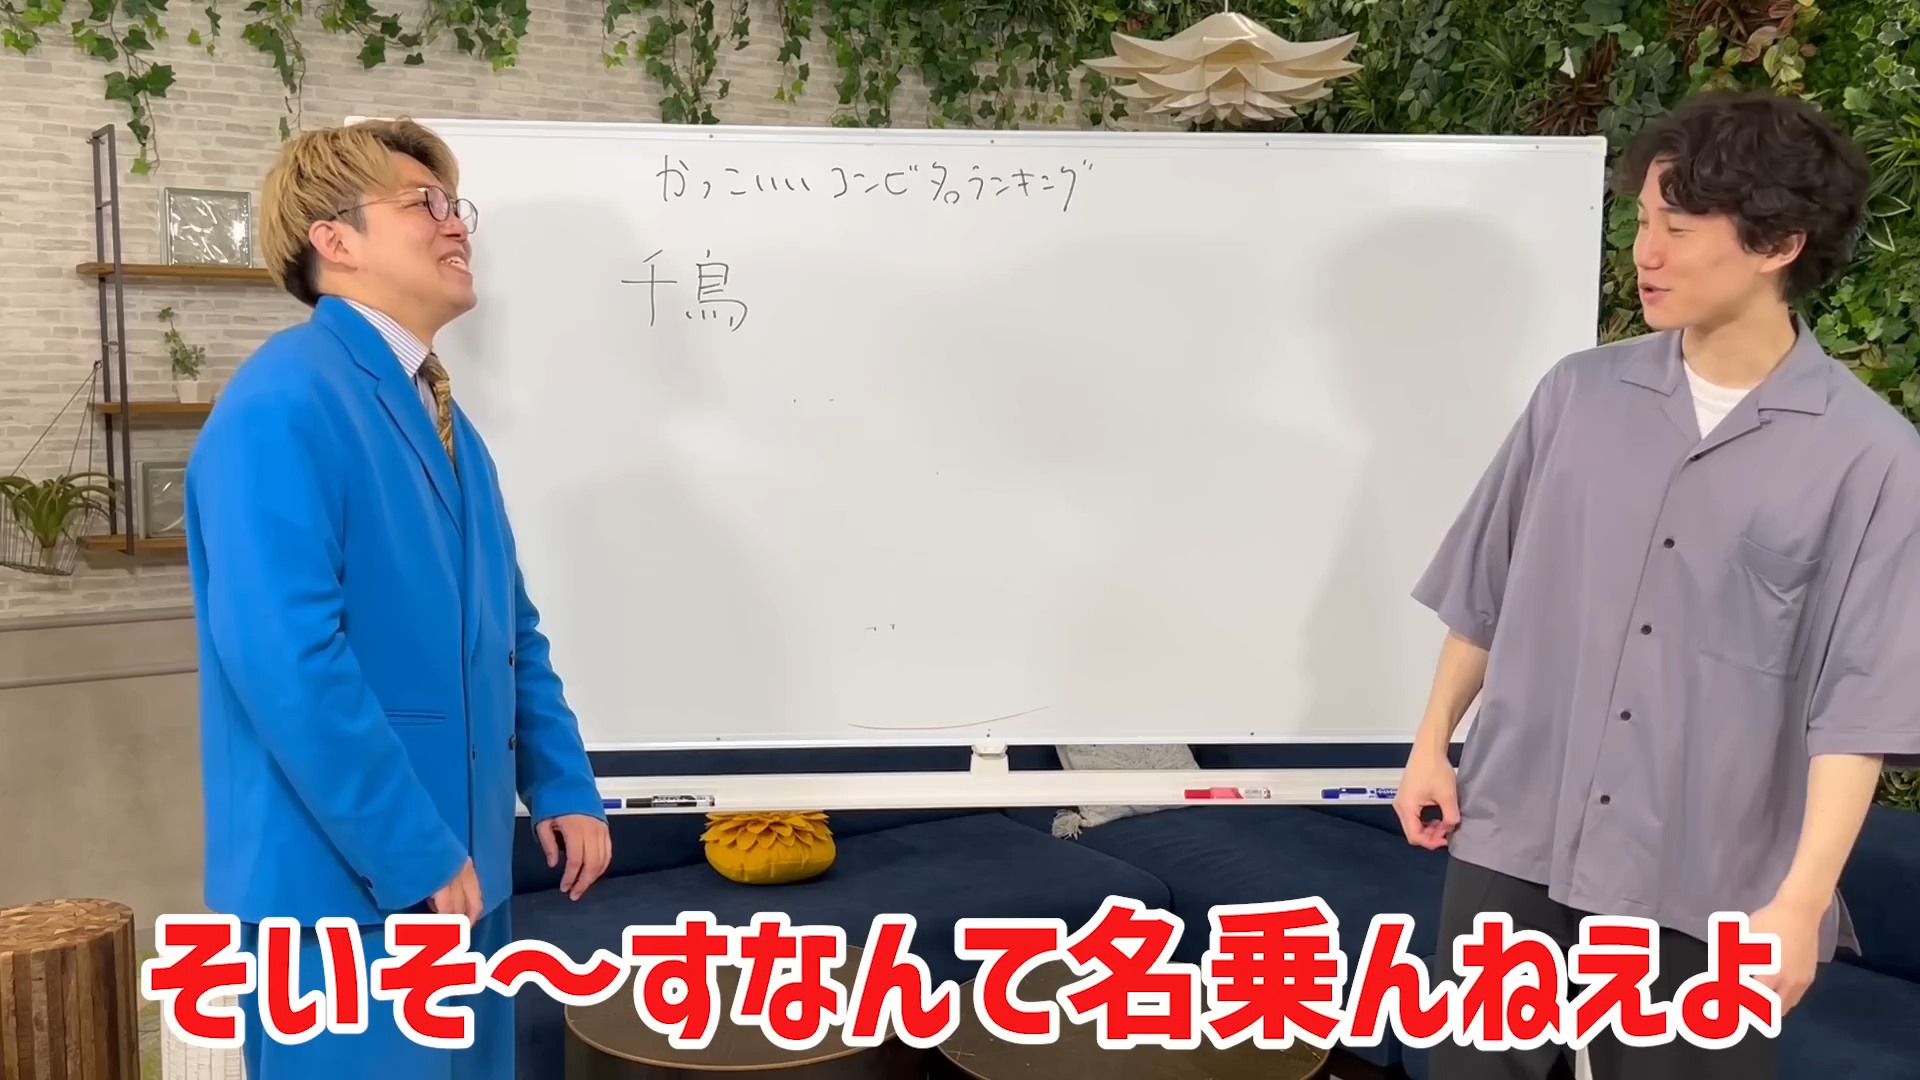 かっこいいコンビ名ランキング
千鳥
そいそ〜すなんて名乗んねえよ